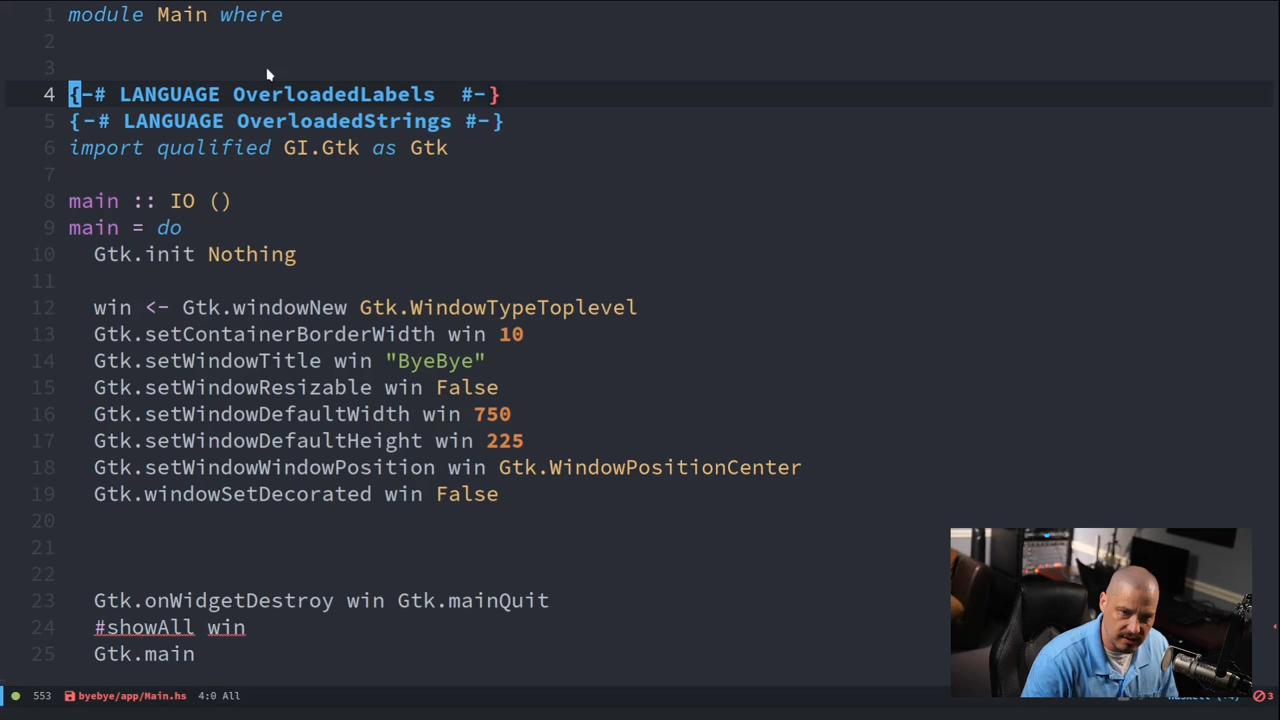 1 module Main where
2
3
4 {-# LANGUAGE OverloadedLabels  #-}
5 {-# LANGUAGE OverloadedStrings #-}
6 import qualified GI.Gtk as Gtk
7
8 main :: IO ()
9 main = do
10   Gtk.init Nothing
11
12   win <- Gtk.windowNew Gtk.WindowTypeToplevel
13   Gtk.setContainerBorderWidth win 10
14   Gtk.setWindowTitle win "ByeBye"
15   Gtk.setWindowResizable win False
16   Gtk.setWindowDefaultWidth win 750
17   Gtk.setWindowDefaultHeight win 225
18   Gtk.setWindowWindowPosition win Gtk.WindowPositionCenter
19   Gtk.windowSetDecorated win False
20
21
22
23   Gtk.onWidgetDestroy win Gtk.mainQuit
24   #showAll win
25   Gtk.main
553 byebye/app/Main.hs 4:0 All 3